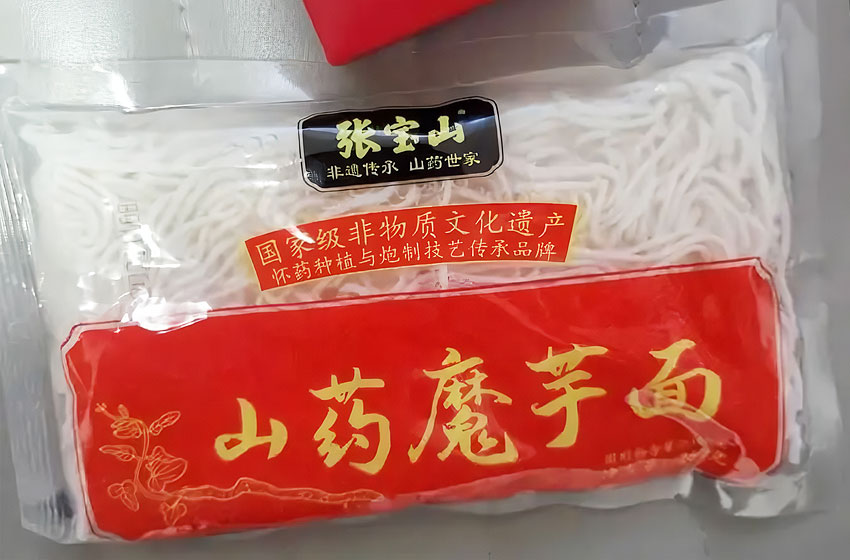 张宝山
非遗传承 山药世家
国家级非物质文化遗产
怀药种植与炮制技艺传承品牌
山药魔芋面